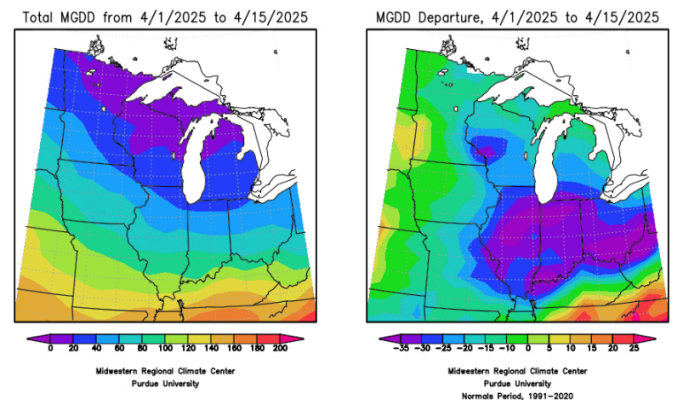 Total MGDD from 4/1/2025 to 4/15/2025
0 20 40 60 80 100 120 140 160 180 200
Midwestern Regional Climate Center
Purdue University
MGDD Departure, 4/1/2025 to 4/15/2025
-35 -30 -25 -20 -15 -10 0 5 10 15 20 25
Midwestern Regional Climate Center
Purdue University
Normals Period, 1991-2020